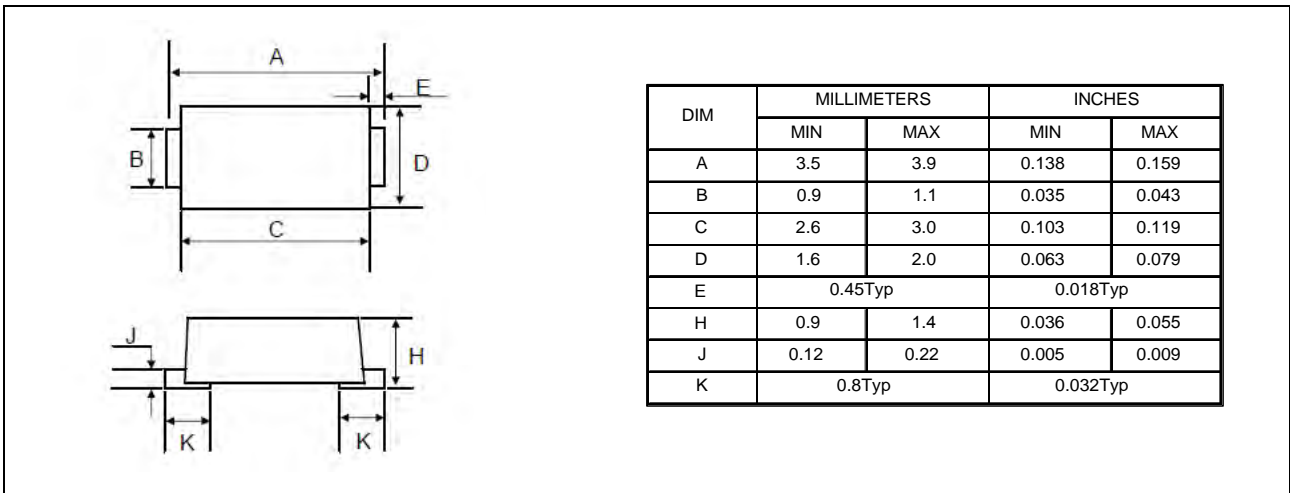 A
E
B
D
C
J
H
K K
DIM MILLIMETERS INCHES
MIN MAX MIN MAX
A 3.5 3.9 0.138 0.159
B 0.9 1.1 0.035 0.043
C 2.6 3.0 0.103 0.119
D 1.6 2.0 0.063 0.079
E 0.45Typ 0.018Typ
H 0.9 1.4 0.036 0.055
J 0.12 0.22 0.005 0.009
K 0.8Typ 0.032Typ